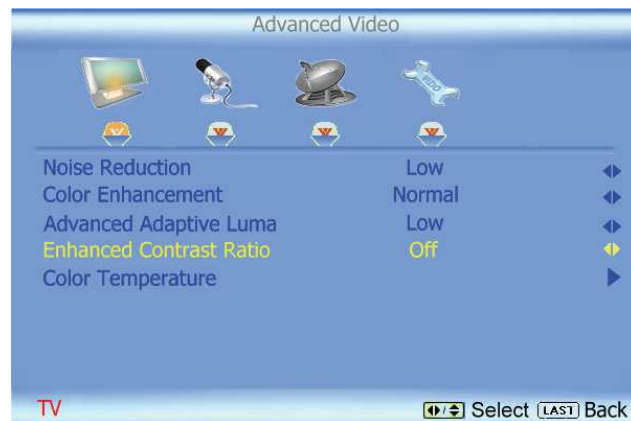 Advanced Video
Noise Reduction Low
Color Enhancement Normal
Advanced Adaptive Luma Low
Enhanced Contrast Ratio Off
Color Temperature
TV Select LAST Back